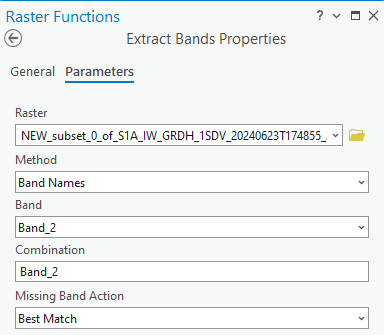 Raster Functions
?
Extract Bands Properties
General Parameters
Raster
NEW_subset_0_of_S1A_IW_GRDH_1SDV_20240623T174855_
Method
Band Names
Band
Band_2
Combination
Band_2
Missing Band Action
Best Match